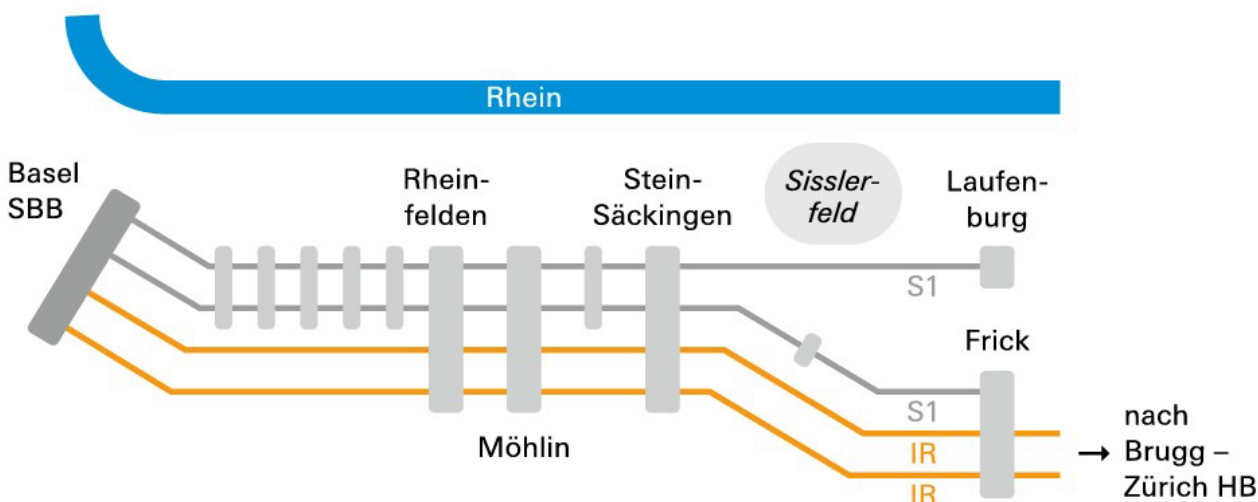 Rhein
Basel
SBB
Rhein-
felden
Stein-
Säckingen
Sissler-
feld
Laufen-
burg
S1
Frick
S1
Möhlin
IR
IR
nach
→ Brugg –
Zürich HB